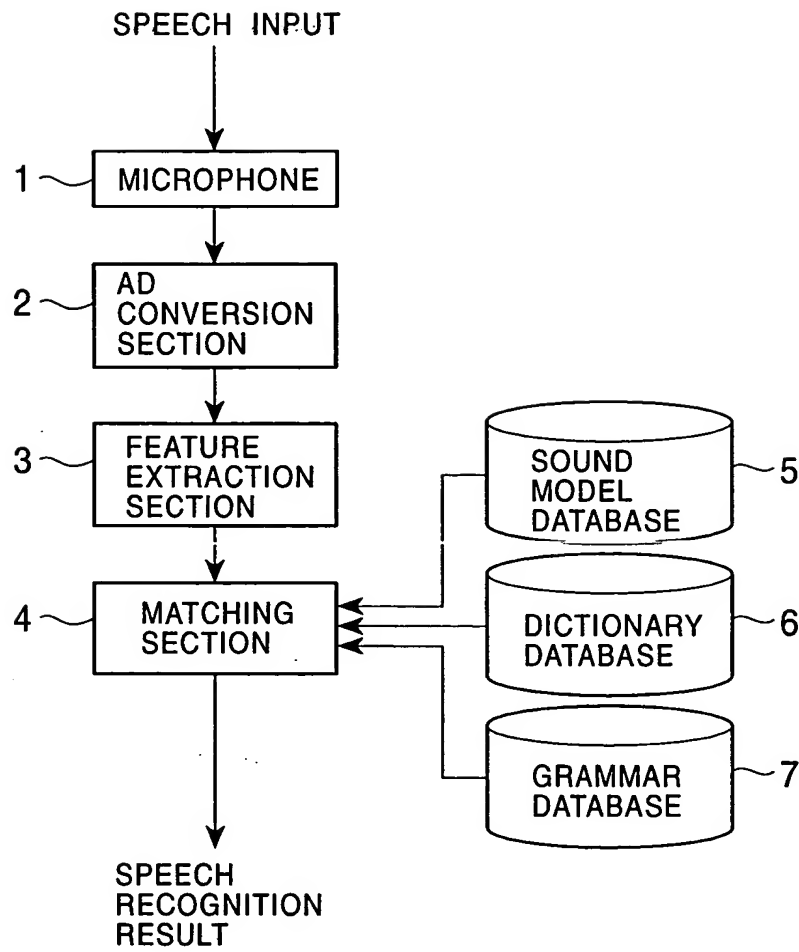 SPEECH INPUT
1
MICROPHONE
2
AD
CONVERSION
SECTION
3
FEATURE
EXTRACTION
SECTION
4
MATCHING
SECTION
SOUND
MODEL
DATABASE
5
DICTIONARY
DATABASE
6
GRAMMAR
DATABASE
7
SPEECH
RECOGNITION
RESULT